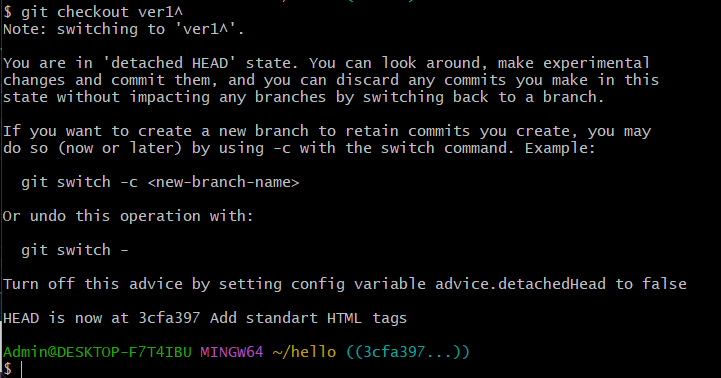 $ git checkout ver1^
Note: switching to 'ver1^'.
You are in 'detached HEAD' state. You can look around, make experimental
changes and commit them, and you can discard any commits you make in this
state without impacting any branches by switching back to a branch.
If you want to create a new branch to retain commits you create, you may
do so (now or later) by using -c with the switch command. Example:
git switch -c <new-branch-name>
Or undo this operation with:
git switch -
Turn off this advice by setting config variable advice.detachedHead to false
HEAD is now at 3cfa397 Add standart HTML tags
Admin@DESKTOP-F7T4IBU MINGW64 ~/hello ((3cfa397...))
$